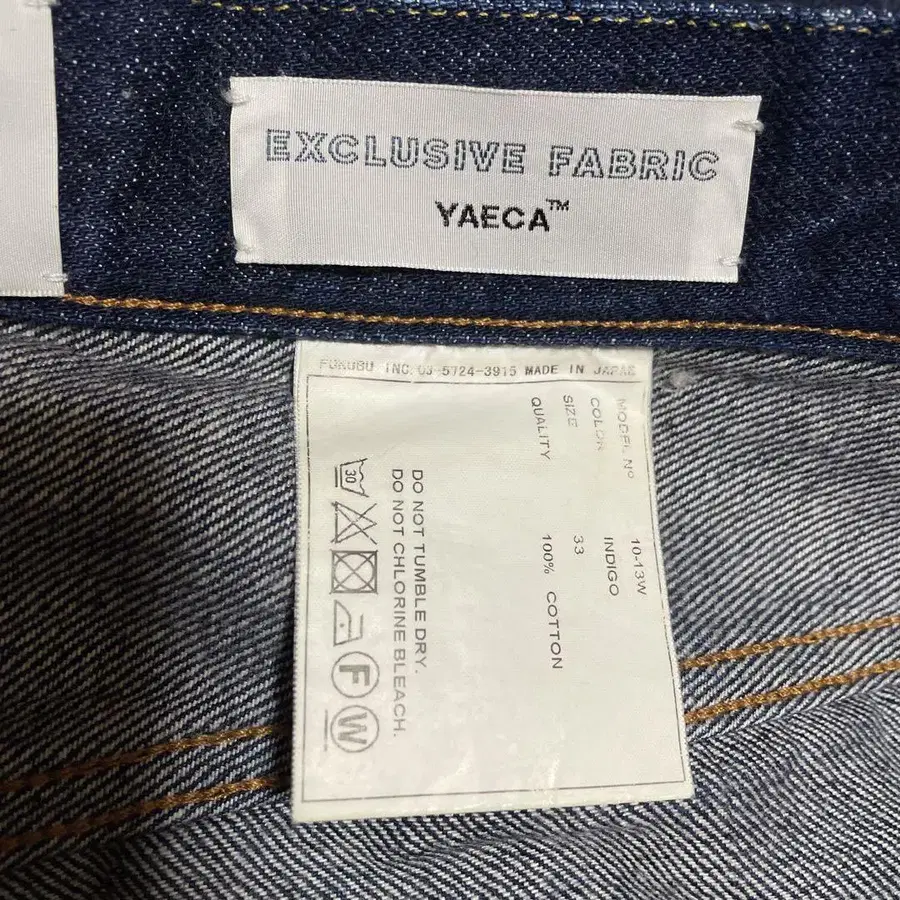 EXCLUSIVE FABRIC
YAECA™
FUKUBU INC. 03-5724-3915 MADE IN JAPAN
MODEL Nº 10-13W
COLOR INDIGO
SIZE 33
QUALITY 100% COTTON
DO NOT TUMBLE DRY.
DO NOT CHLORINE BLEACH.
30
F
W